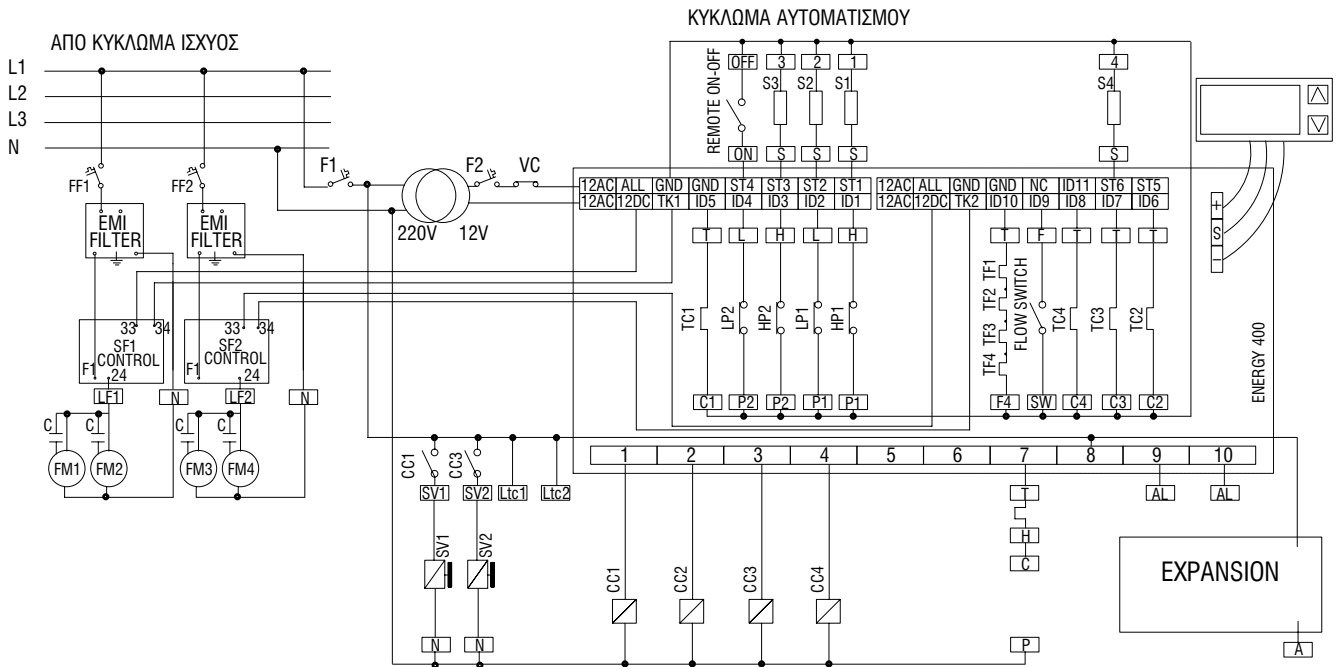 ΚΥΚΛΩΜΑ ΑΥΤΟΜΑΤΙΣΜΟΥ
ΑΠΟ ΚΥΚΛΩΜΑ ΙΣΧΥΟΣ
L1
L2
L3
N
OFF 3 2 1 4
REMOTE ON-OFF
S3 S2 S1 S4
ON S S S S
FF1 FF2 F1 F2 VC
220V 12V
12AC ALL GND GND ST4 ST3 ST2 ST1
12AC 12DC TK1 ID5 ID4 ID3 ID2 ID1
12AC ALL GND GND ID11 NC ID11 ST6 ST5
12AC 12DC TK2 ID10 ID9 ID8 ID7 ID6
+
S
−
EMI FILTER
EMI FILTER
T L H L H
T F T T T
TC1 LP2 HP2 LP1 HP1
TF1 TF2 TF3 TF4
FLOW SWITCH
TC4 TC3 TC2
ENERGY 400
33 34
SF1 CONTROL
F1 24
33 34
SF2 CONTROL
F1 24
LF1 N LF2 N
C1 P2 P2 P1 P1
F4 SW C4 C3 C2
C C C C
FM1 FM2 FM3 FM4
CC1 CC3
SV1 SV2 Ltc1 Ltc2
1 2 3 4 5 6 7 8 9 10
T AL AL
H
C
SV1 SV2
CC1 CC2 CC3 CC4
EXPANSION
N N P A